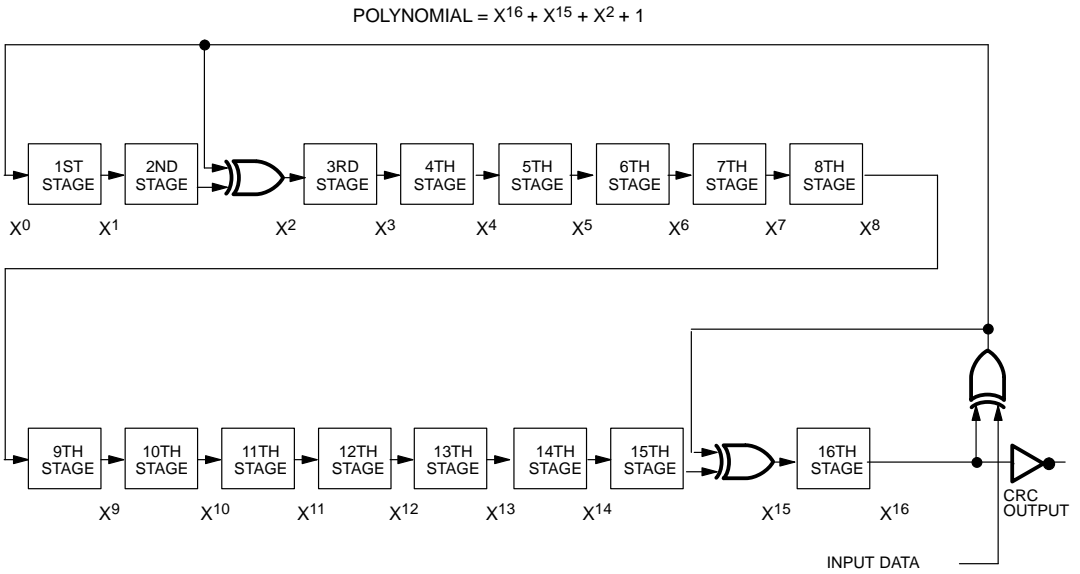 POLYNOMIAL = X16 + X15 + X2 + 1
1ST
STAGE
2ND
STAGE
3RD
STAGE
4TH
STAGE
5TH
STAGE
6TH
STAGE
7TH
STAGE
8TH
STAGE
X0 X1 X2 X3 X4 X5 X6 X7 X8
9TH
STAGE
10TH
STAGE
11TH
STAGE
12TH
STAGE
13TH
STAGE
14TH
STAGE
15TH
STAGE
16TH
STAGE
X9 X10 X11 X12 X13 X14 X15 X16
CRC
OUTPUT
INPUT DATA